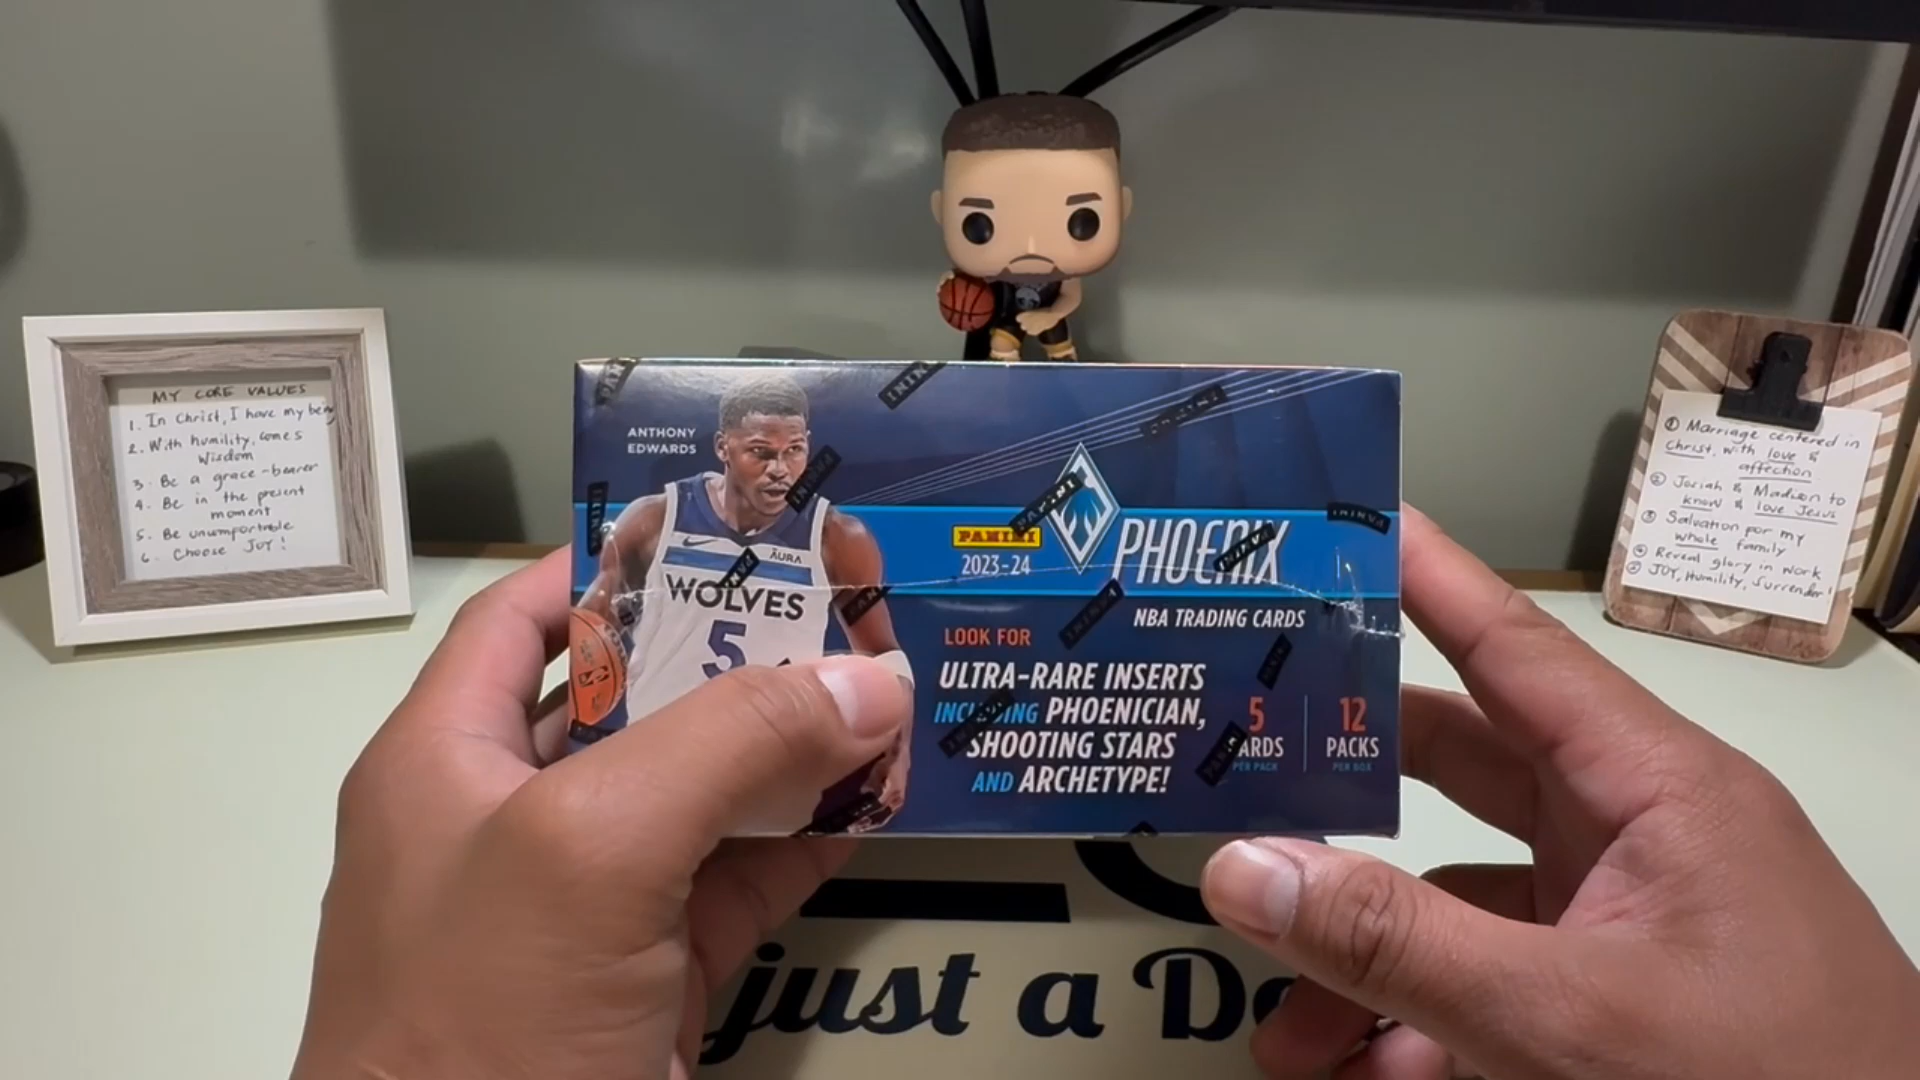 MY CORE VALUES
1. In Christ, I have my being
2. With humility, comes
Wisdom
3. Be a grace-bearer
4. Be in the present
moment
5. Be uncomfortable
6. Choose JOY!
① Marriage centered in
Christ, with love &
affection
② Josiah & Madison to
know & love Jesus
③ Salvation for my
whole family
④ Reveal glory in work
⑤ JOY, Humility, Surrender!
ANTHONY
EDWARDS
AURA
WOLVES
5
PANINI
2023-24
PHOENIX
NBA TRADING CARDS
LOOK FOR
ULTRA-RARE INSERTS
INCLUDING PHOENICIAN,
SHOOTING STARS
AND ARCHETYPE!
5
CARDS
PER PACK
12
PACKS
PER BOX
just a